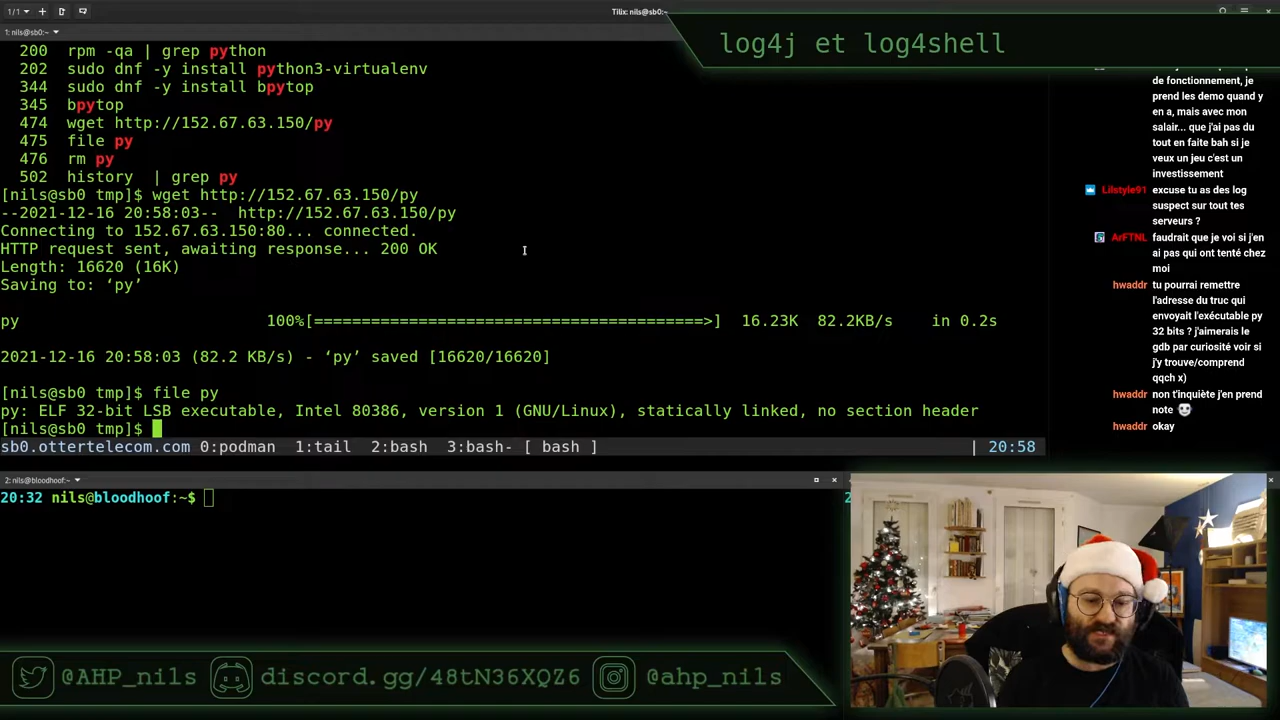 1/1
Tilix: nils@sb0:~
1: nils@sb0:~
log4j et log4shell
200  rpm -qa | grep python
202  sudo dnf -y install python3-virtualenv
344  sudo dnf -y install bpytop
345  bpytop
474  wget http://152.67.63.150/py
475  file py
476  rm py
502  history  | grep py
[nils@sb0 tmp]$ wget http://152.67.63.150/py
--2021-12-16 20:58:03--  http://152.67.63.150/py
Connecting to 152.67.63.150:80... connected.
HTTP request sent, awaiting response... 200 OK
Length: 16620 (16K)
Saving to: ‘py’
py 100%[=========================================>] 16.23K 82.2KB/s in 0.2s
2021-12-16 20:58:03 (82.2 KB/s) - ‘py’ saved [16620/16620]
[nils@sb0 tmp]$ file py
py: ELF 32-bit LSB executable, Intel 80386, version 1 (GNU/Linux), statically linked, no section header
[nils@sb0 tmp]$
sb0.ottertelecom.com 0:podman  1:tail  2:bash  3:bash- [ bash ] | 20:58
de fonctionnement, je
prend les demo quand y
en a, mais avec mon
salair... que j'ai pas du
tout en faite bah si je
veux un jeu c'est un
investissement
Lilstyle91 excuse tu as des log
suspect sur tout tes
serveurs ?
ArFTNL faudrait que je voi si j'en
ai pas qui ont tenté chez
moi
hwaddr tu pourrai remettre
l'adresse du truc qui
envoyait l'exécutable py
32 bits ? j'aimerais le
gdb par curiosité voir si
j'y trouve/comprend
qqch x)
hwaddr non t'inquiète j'en prend
note
hwaddr okay
2: nils@bloodhoof:~
20:32 nils@bloodhoof:~$
@AHP_nils
discord.gg/48tN36XQZ6
@ahp_nils